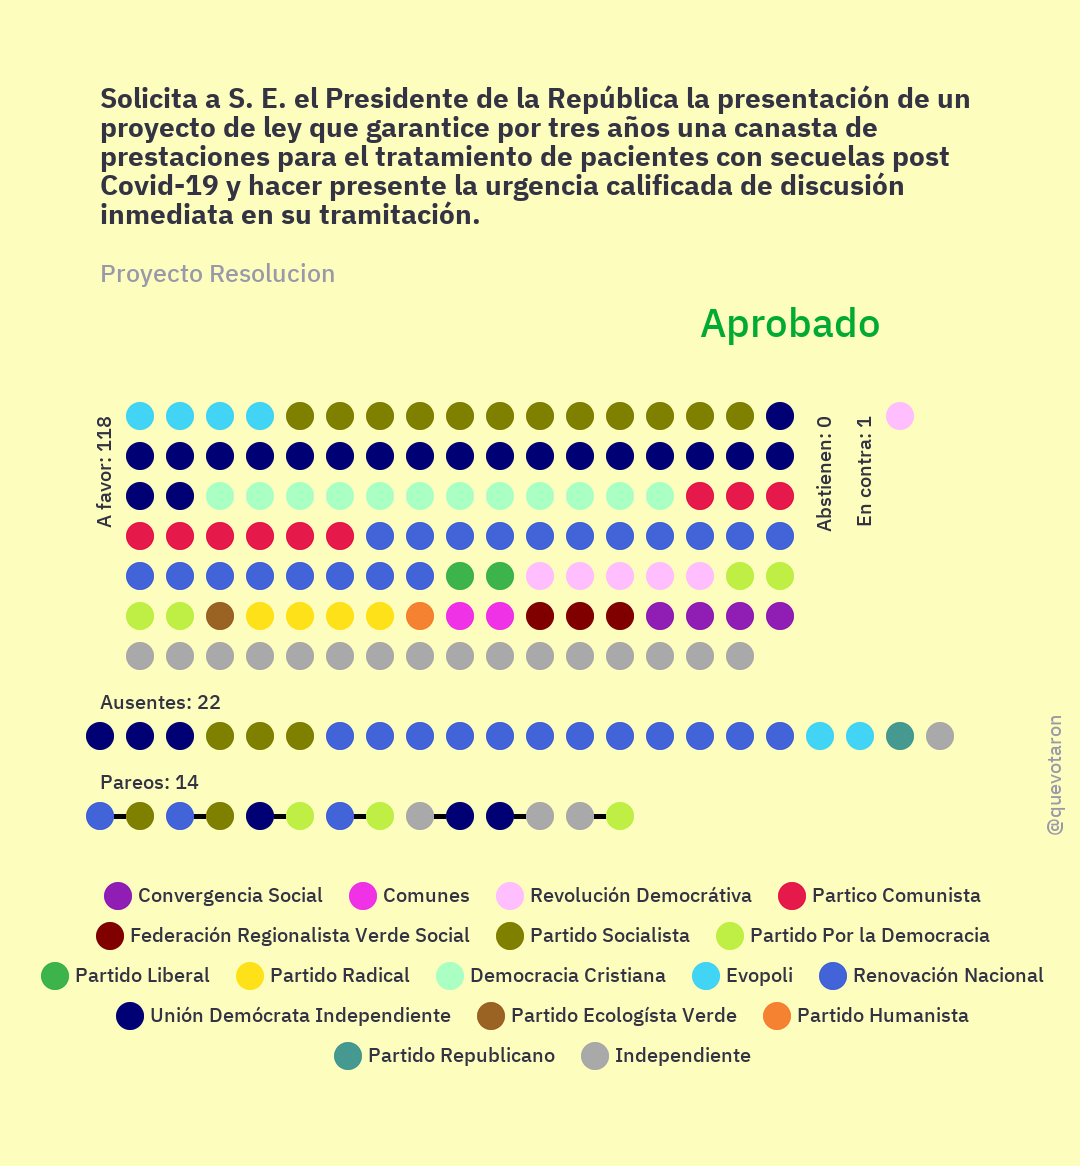 Solicita a S. E. el Presidente de la República la presentación de un
proyecto de ley que garantice por tres años una canasta de
prestaciones para el tratamiento de pacientes con secuelas post
Covid-19 y hacer presente la urgencia calificada de discusión
inmediata en su tramitación.
Proyecto Resolucion
Aprobado
A favor: 118
Abstienen: 0
En contra: 1
Ausentes: 22
Pareos: 14
@quevotaron
Convergencia Social
Comunes
Revolución Democrátiva
Partico Comunista
Federación Regionalista Verde Social
Partido Socialista
Partido Por la Democracia
Partido Liberal
Partido Radical
Democracia Cristiana
Evopoli
Renovación Nacional
Unión Demócrata Independiente
Partido Ecologísta Verde
Partido Humanista
Partido Republicano
Independiente